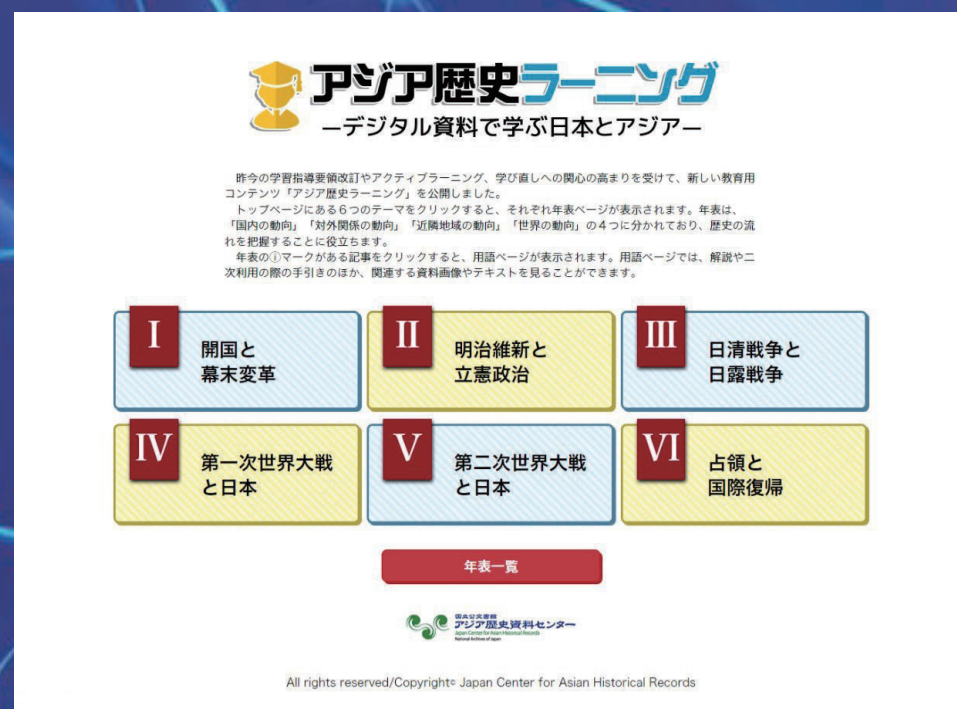 アジア歴史ラーニング
―デジタル資料で学ぶ日本とアジア―
昨今の学習指導要領改訂やアクティブラーニング、学び直しへの関心の高まりを受けて、新しい教育用
コンテンツ「アジア歴史ラーニング」を公開しました。
トップページにある6つのテーマをクリックすると、それぞれ年表ページが表示されます。年表は、
「国内の動向」「対外関係の動向」「近隣地域の動向」「世界の動向」の4つに分かれており、歴史の流
れを把握することに役立ちます。
年表のⓘマークがある記事をクリックすると、用語ページが表示されます。用語ページでは、解説や二
次利用の際の手引きのほか、関連する資料画像やテキストを見ることができます。
I
開国と
幕末変革
II
明治維新と
立憲政治
III
日清戦争と
日露戦争
IV
第一次世界大戦
と日本
V
第二次世界大戦
と日本
VI
占領と
国際復帰
年表一覧
国立公文書館
アジア歴史資料センター
Japan Center for Asian Historical Records
National Archives of Japan
All rights reserved/Copyright© Japan Center for Asian Historical Records